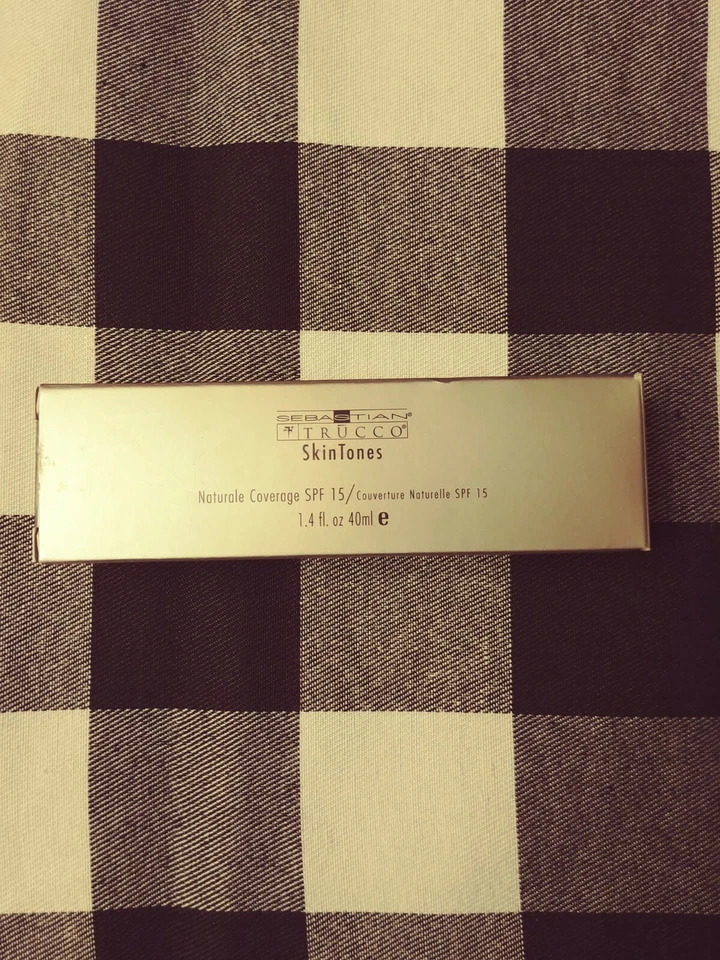 SEBASTIAN®
TRUCCO®
SkinTones
Naturale Coverage SPF 15/Couverture Naturelle SPF 15
1.4 fl. oz 40ml e